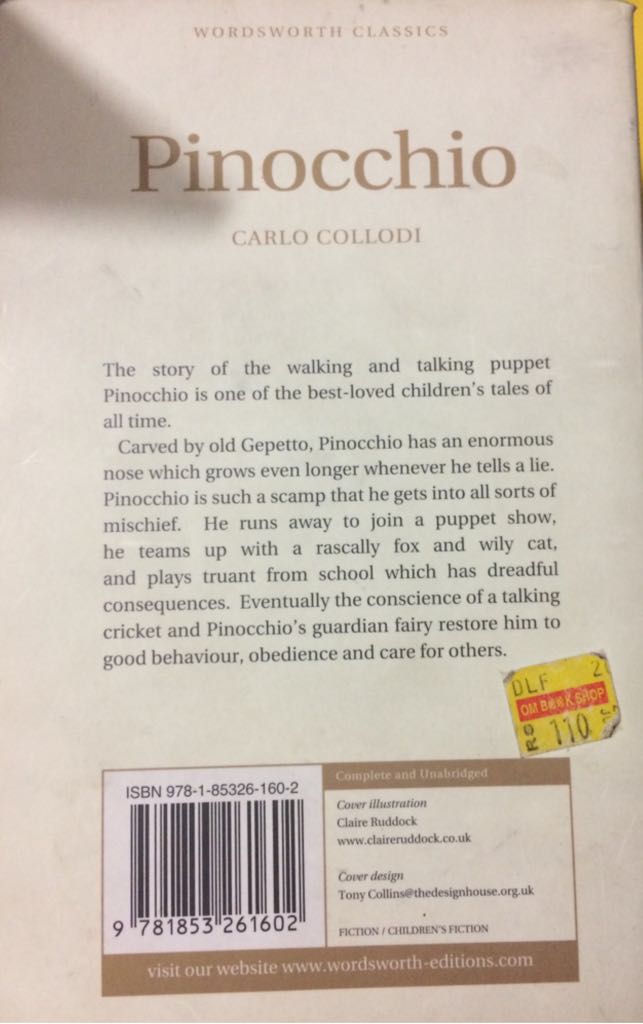 WORDSWORTH CLASSICS
Pinocchio
CARLO COLLODI
The story of the walking and talking puppet
Pinocchio is one of the best-loved children's tales of
all time.
Carved by old Gepetto, Pinocchio has an enormous
nose which grows even longer whenever he tells a lie.
Pinocchio is such a scamp that he gets into all sorts of
mischief. He runs away to join a puppet show,
he teams up with a rascally fox and wily cat,
and plays truant from school which has dreadful
consequences. Eventually the conscience of a talking
cricket and Pinocchio's guardian fairy restore him to
good behaviour, obedience and care for others.
DLF 2
OM BOOK SHOP
RO 110
ISBN 978-1-85326-160-2
9 781853 261602
Complete and Unabridged
Cover illustration
Claire Ruddock
www.claireruddock.co.uk
Cover design
Tony Collins@thedesignhouse.org.uk
FICTION / CHILDREN'S FICTION
visit our website www.wordsworth-editions.com